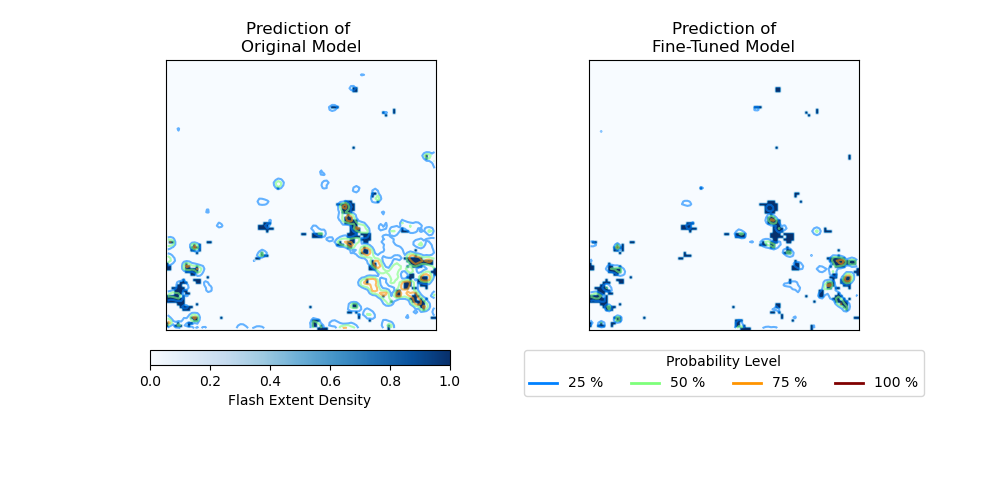 Prediction of
Original Model
Prediction of
Fine-Tuned Model
0.0 0.2 0.4 0.6 0.8 1.0
Flash Extent Density
Probability Level
25 % 50 % 75 % 100 %